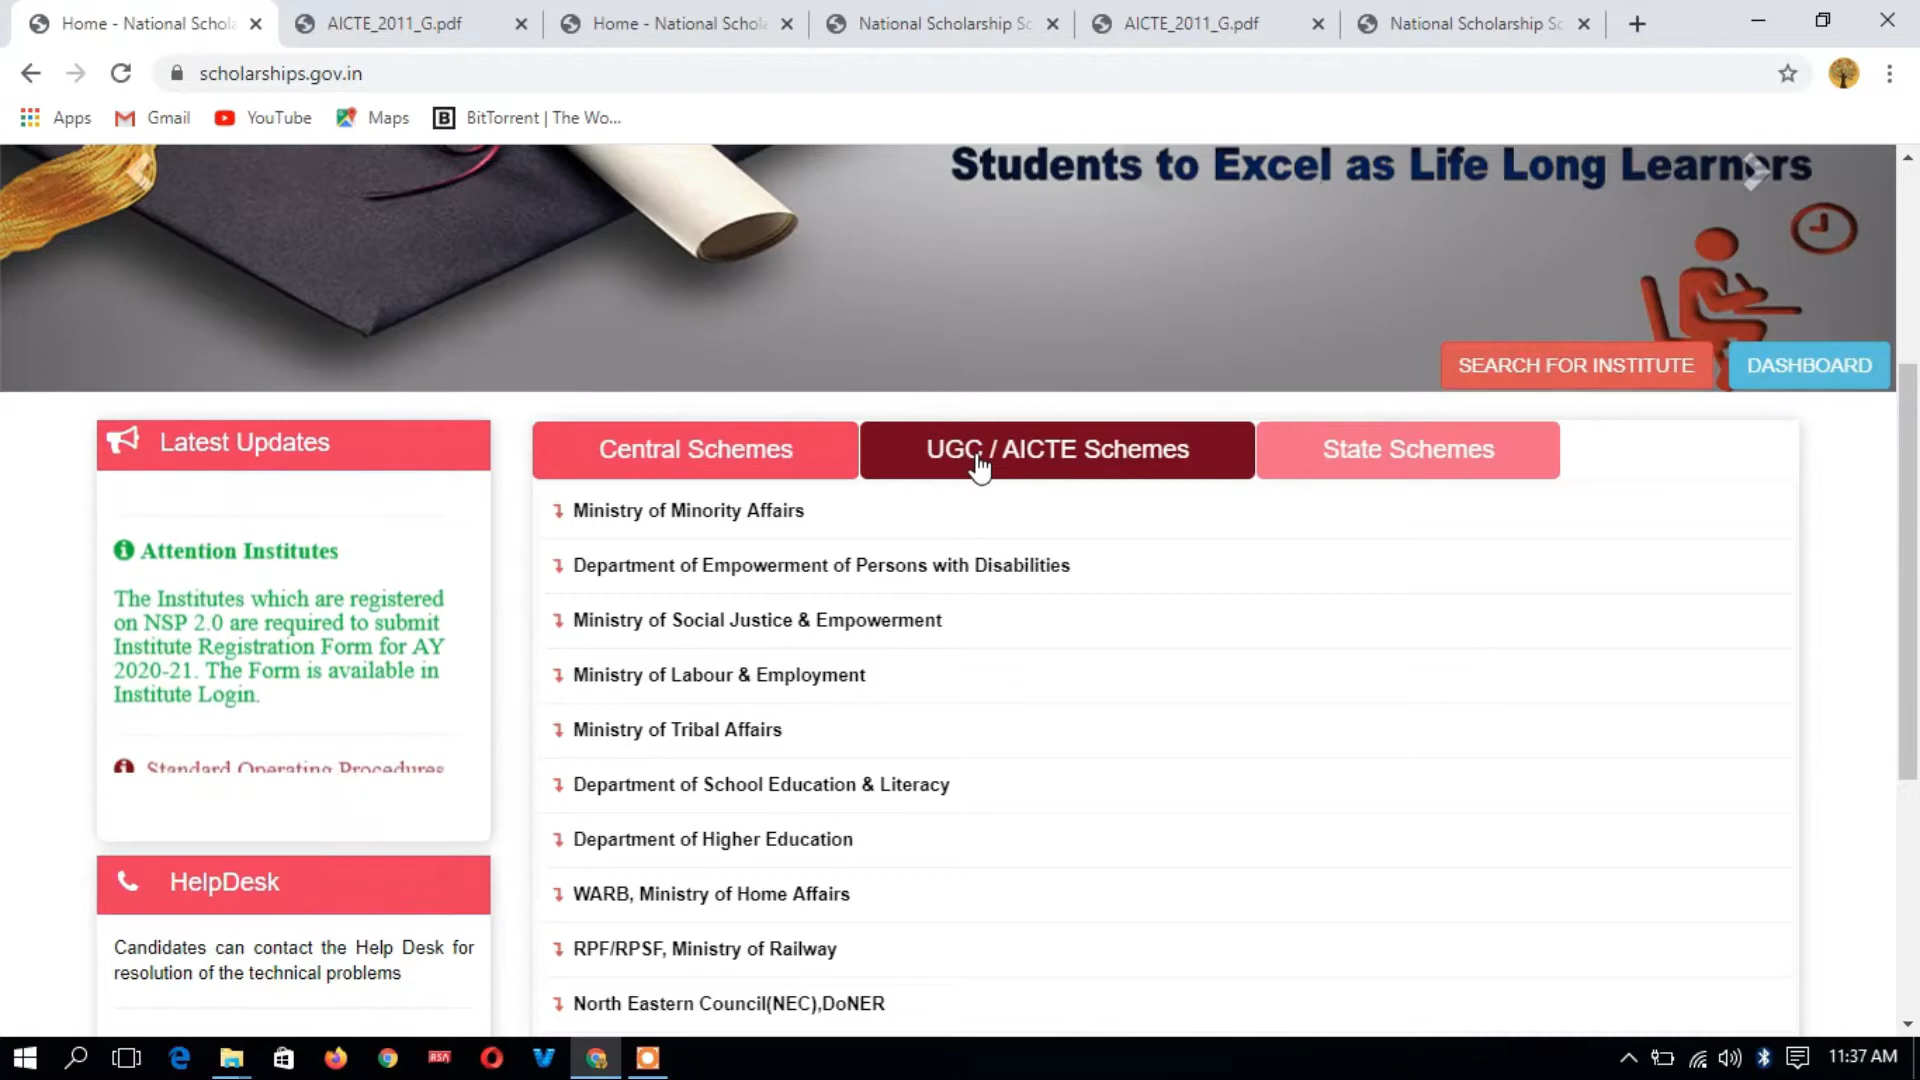 Home - National Schola
AICTE_2011_G.pdf
Home - National Schola
National Scholarship Sc
AICTE_2011_G.pdf
National Scholarship Sc
scholarships.gov.in
Apps
Gmail
YouTube
Maps
B
BitTorrent | The Wo...
Students to Excel as Life Long Learners
SEARCH FOR INSTITUTE
DASHBOARD
Latest Updates
Attention Institutes
The Institutes which are registered
on NSP 2.0 are required to submit
Institute Registration Form for AY
2020-21. The Form is available in
Institute Login.
Standard Operating Procedures
HelpDesk
Candidates can contact the Help Desk for
resolution of the technical problems
Central Schemes
UGC / AICTE Schemes
State Schemes
Ministry of Minority Affairs
Department of Empowerment of Persons with Disabilities
Ministry of Social Justice & Empowerment
Ministry of Labour & Employment
Ministry of Tribal Affairs
Department of School Education & Literacy
Department of Higher Education
WARB, Ministry of Home Affairs
RPF/RPSF, Ministry of Railway
North Eastern Council(NEC),DoNER
RSA
11:37 AM